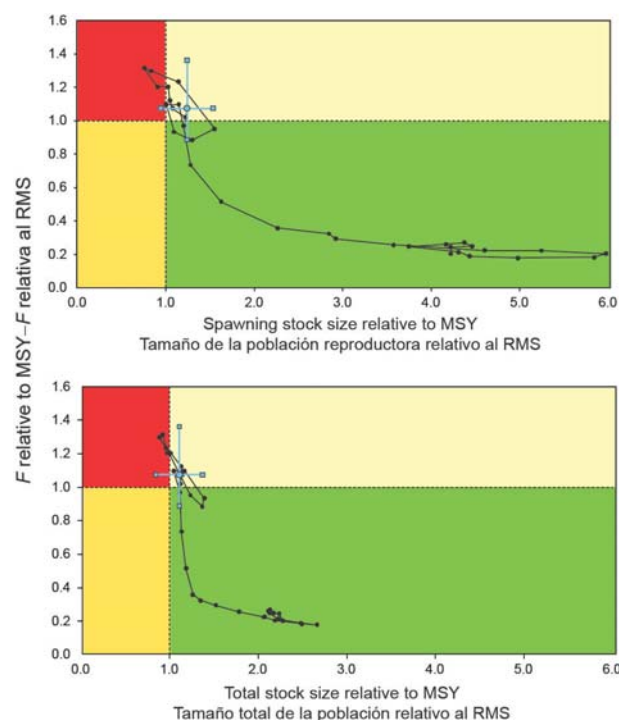 F relative to MSY–F relativa al RMS
1.6
1.4
1.2
1.0
0.8
0.6
0.4
0.2
0.0
0.0 1.0 2.0 3.0 4.0 5.0 6.0
Spawning stock size relative to MSY
Tamaño de la población reproductora relativo al RMS
1.6
1.4
1.2
1.0
0.8
0.6
0.4
0.2
0.0
0.0 1.0 2.0 3.0 4.0 5.0 6.0
Total stock size relative to MSY
Tamaño total de la población relativo al RMS